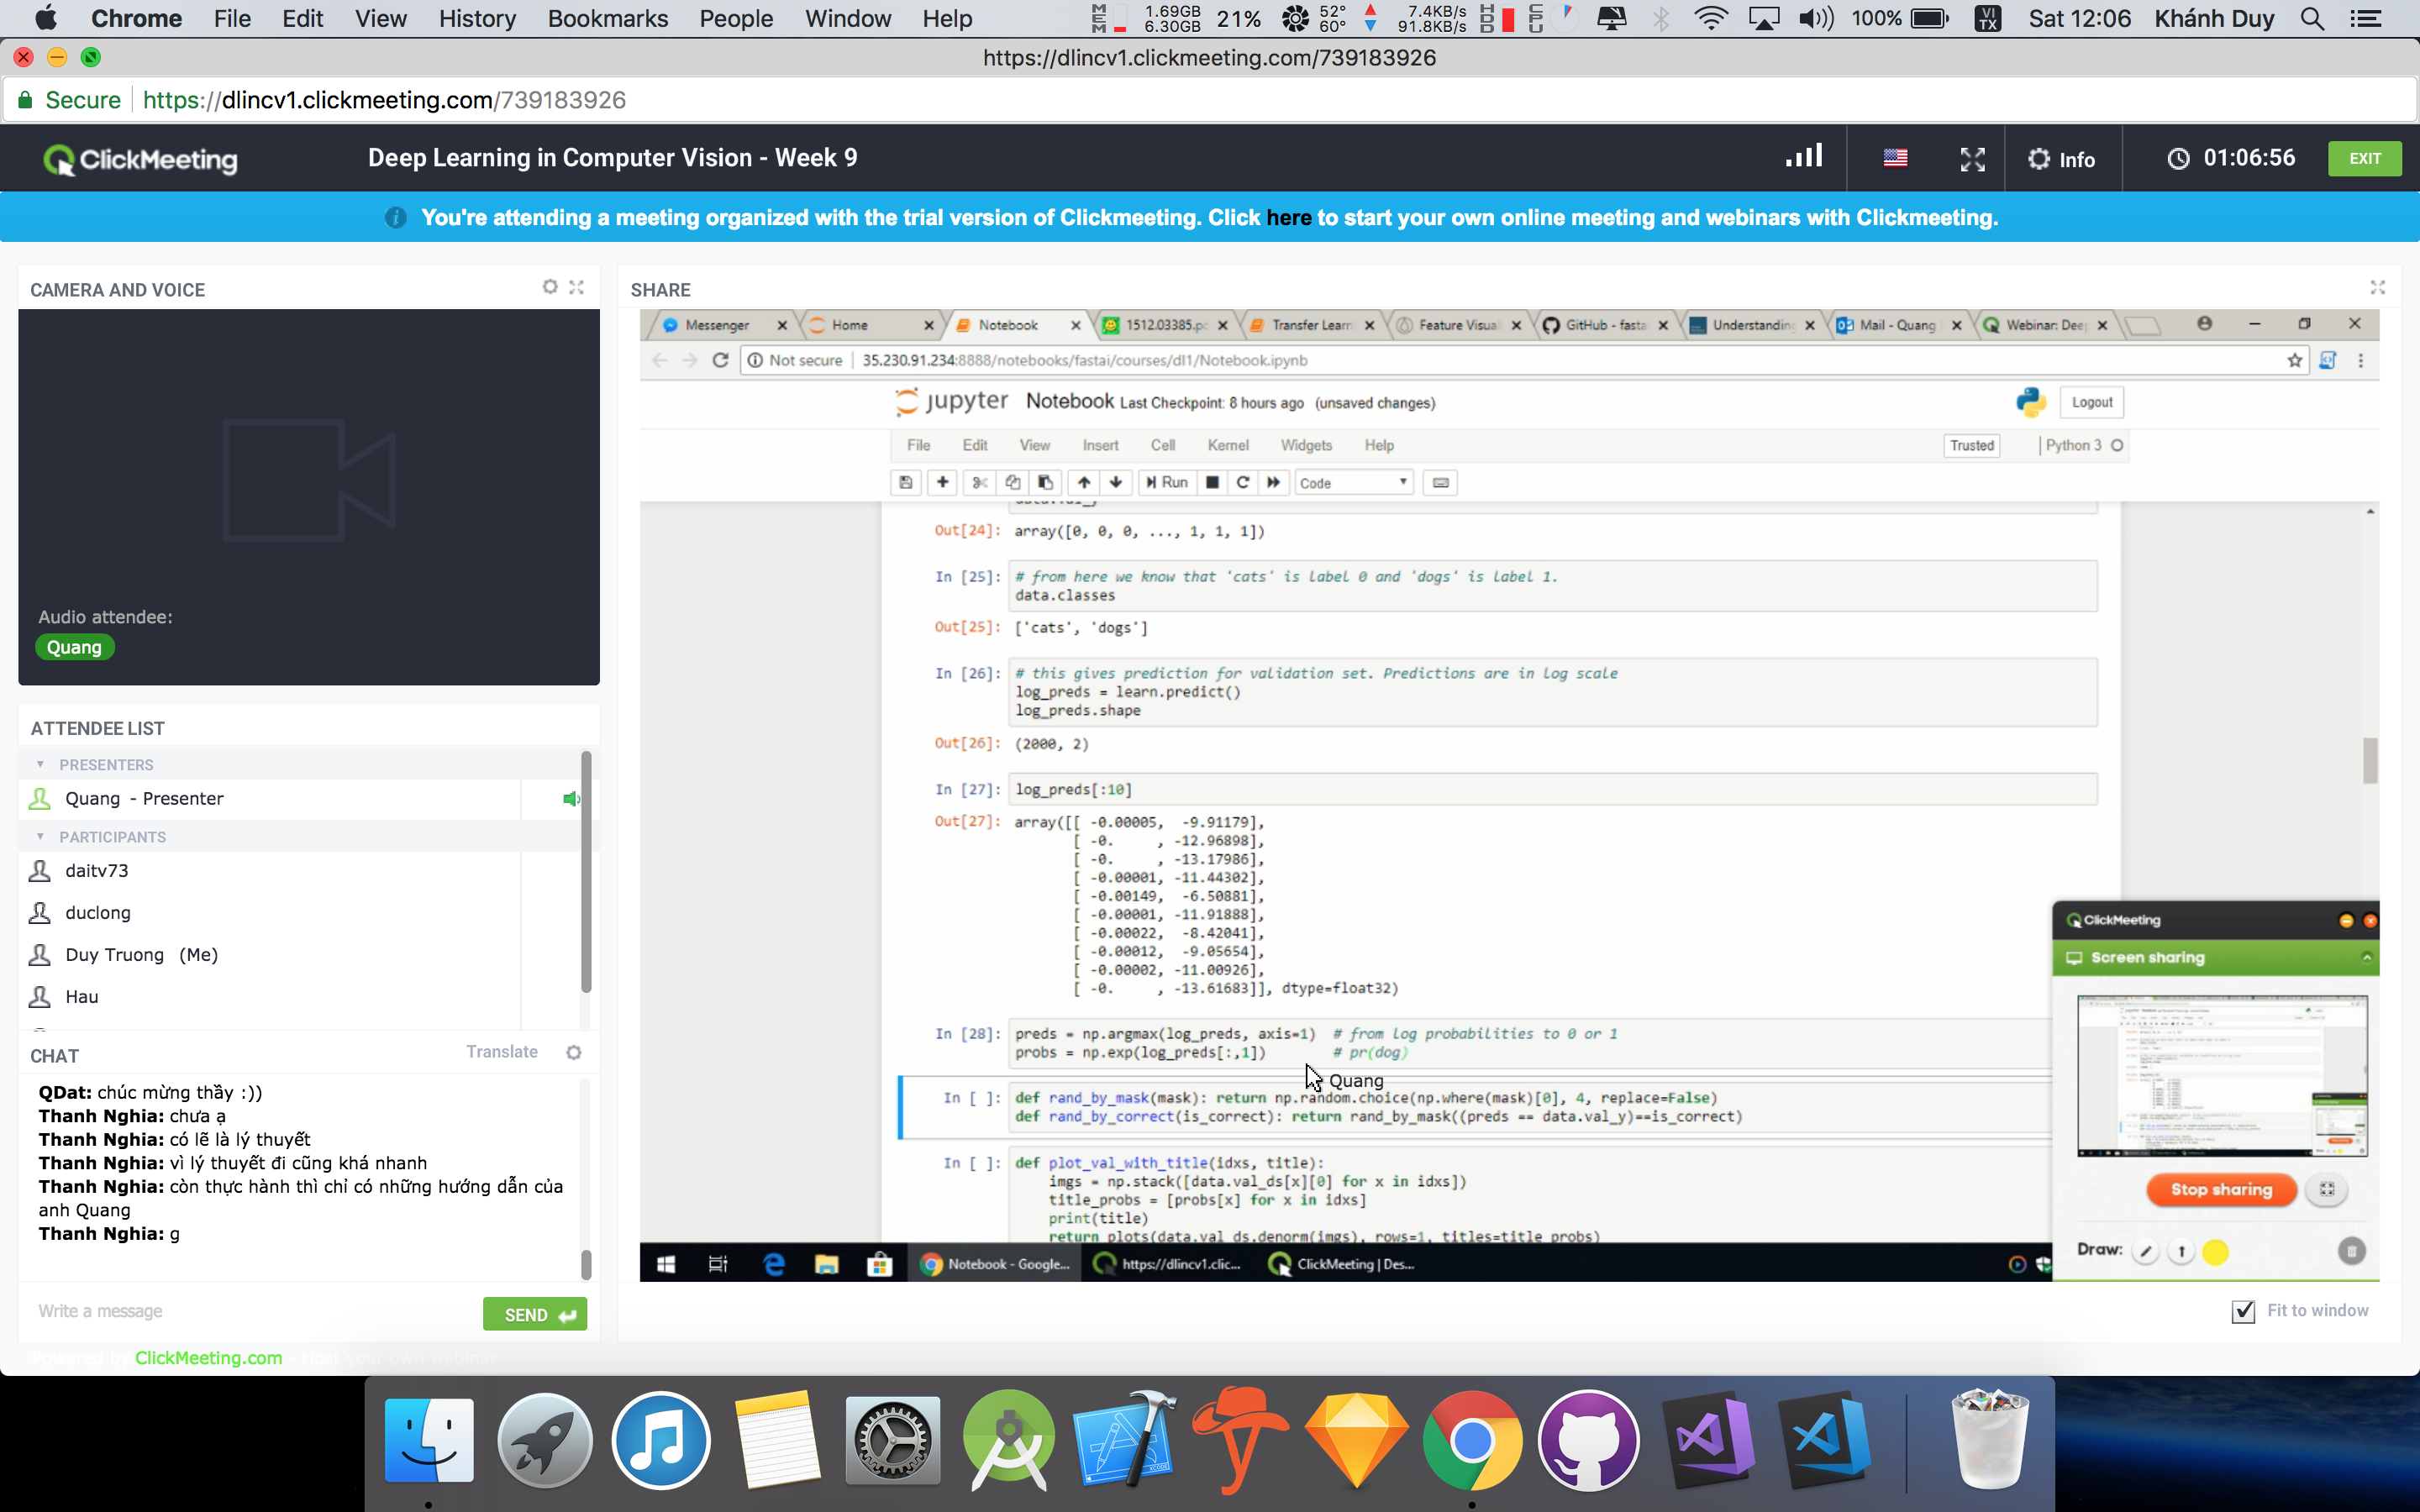 Chrome File Edit View History Bookmarks People Window Help
MEM 1.69GB 6.30GB 21% 52° 60° 7.4KB/s 91.8KB/s HDD CPU 100% VI TX Sat 12:06 Khánh Duy
https://dlincv1.clickmeeting.com/739183926
Secure https://dlincv1.clickmeeting.com/739183926
ClickMeeting Deep Learning in Computer Vision - Week 9 Info 01:06:56 EXIT
You're attending a meeting organized with the trial version of Clickmeeting. Click here to start your own online meeting and webinars with Clickmeeting.
CAMERA AND VOICE
Audio attendee:
Quang
ATTENDEE LIST
PRESENTERS
Quang - Presenter
PARTICIPANTS
daitv73
duclong
Duy Truong (Me)
Hau
CHAT Translate
QDat: chúc mừng thầy :))
Thanh Nghia: chưa ạ
Thanh Nghia: có lẽ là lý thuyết
Thanh Nghia: vì lý thuyết đi cũng khá nhanh
Thanh Nghia: còn thực hành thì chỉ có những hướng dẫn của
anh Quang
Thanh Nghia: g
Write a message SEND
Powered by ClickMeeting.com
SHARE
Messenger Home Notebook 1512.03385.pd Transfer Learn Feature Visual GitHub - fastai Understanding Mail - Quang Webinar: Deep
Not secure 35.230.91.234:8888/notebooks/fastai/courses/dl1/Notebook.ipynb
jupyter Notebook Last Checkpoint: 8 hours ago (unsaved changes) Logout
File Edit View Insert Cell Kernel Widgets Help Trusted Python 3
Run Code
Out[24]: array([0, 0, 0, ..., 1, 1, 1])
In [25]: # from here we know that 'cats' is label 0 and 'dogs' is label 1.
data.classes
Out[25]: ['cats', 'dogs']
In [26]: # this gives prediction for validation set. Predictions are in log scale
log_preds = learn.predict()
log_preds.shape
Out[26]: (2000, 2)
In [27]: log_preds[:10]
Out[27]: array([[ -0.00005, -9.91179],
[ -0. , -12.96898],
[ -0. , -13.17986],
[ -0.00001, -11.44302],
[ -0.00149, -6.50881],
[ -0.00001, -11.91888],
[ -0.00022, -8.42041],
[ -0.00012, -9.05654],
[ -0.00002, -11.00926],
[ -0. , -13.61683]], dtype=float32)
In [28]: preds = np.argmax(log_preds, axis=1) # from log probabilities to 0 or 1
probs = np.exp(log_preds[:,1]) # pr(dog)
Quang
In [ ]: def rand_by_mask(mask): return np.random.choice(np.where(mask)[0], 4, replace=False)
def rand_by_correct(is_correct): return rand_by_mask((preds == data.val_y)==is_correct)
In [ ]: def plot_val_with_title(idxs, title):
imgs = np.stack([data.val_ds[x][0] for x in idxs])
title_probs = [probs[x] for x in idxs]
print(title)
return plots(data.val_ds.denorm(imgs), rows=1, titles=title_probs)
ClickMeeting
Screen sharing
Stop sharing
Draw:
Notebook - Google... https://dlincv1.clic... ClickMeeting | Des...
Fit to window